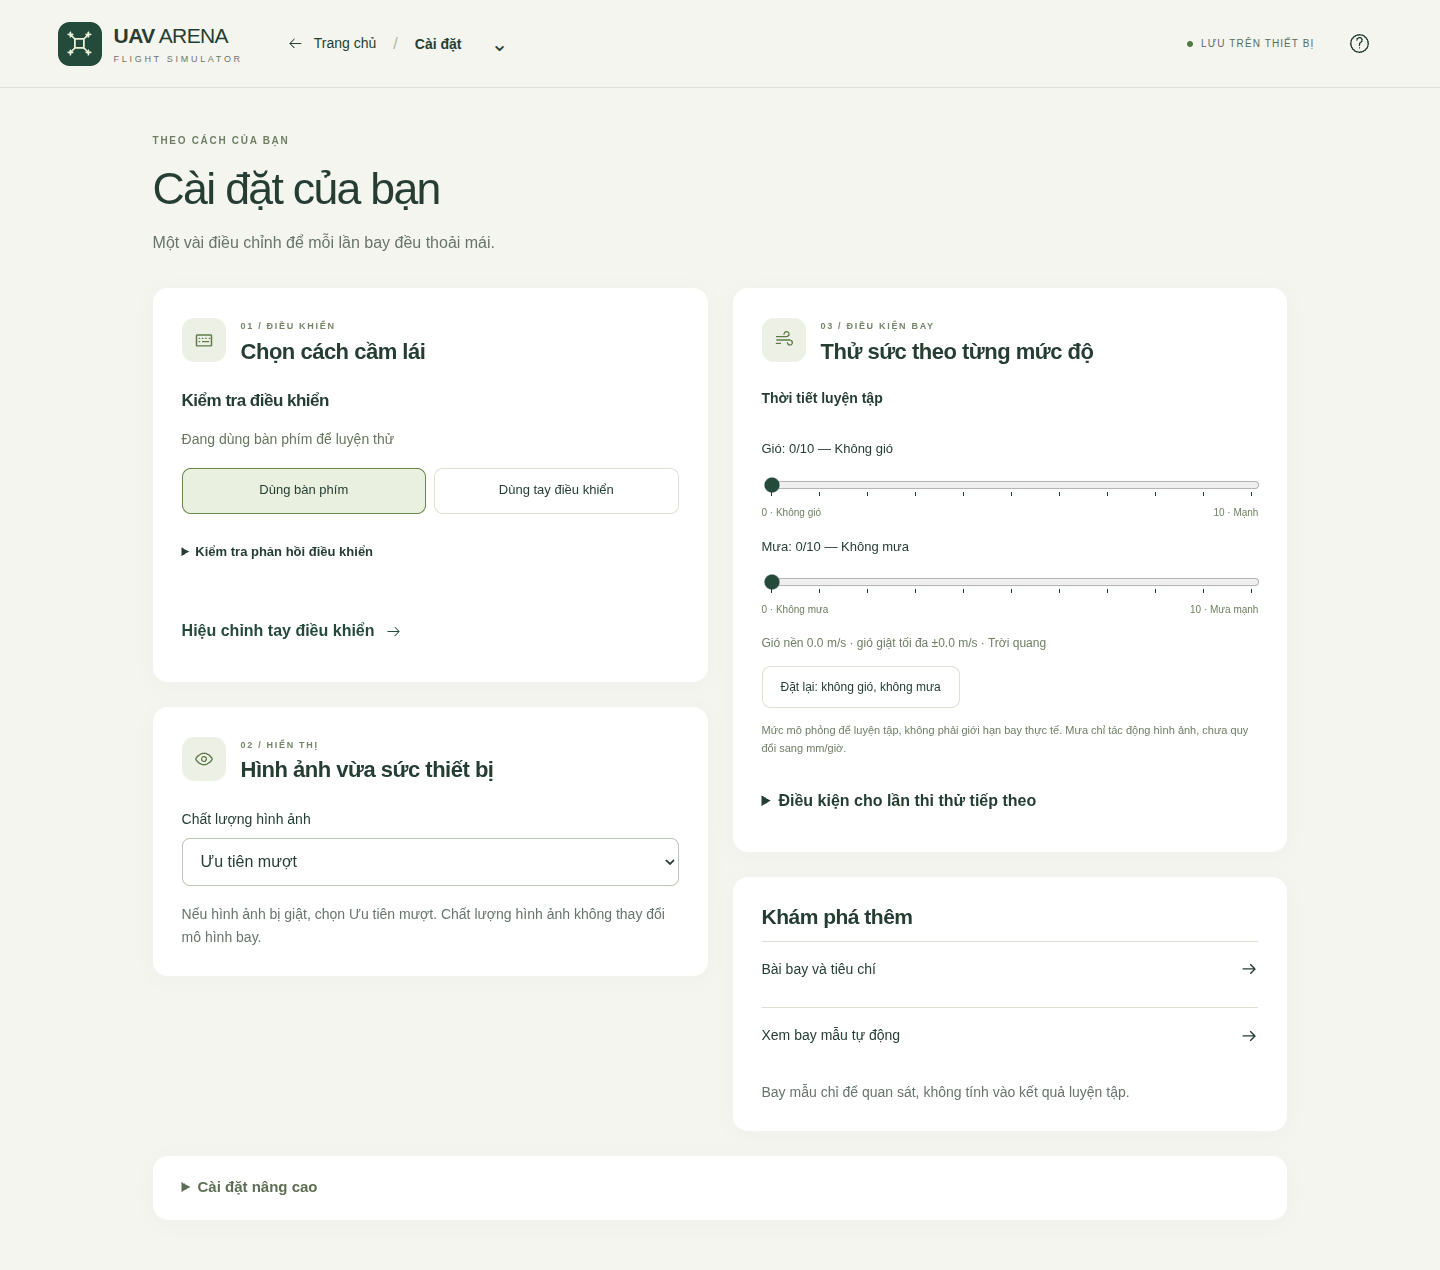 UAV ARENA
FLIGHT SIMULATOR
← Trang chủ / Cài đặt
LƯU TRÊN THIẾT BỊ
THEO CÁCH CỦA BẠN
Cài đặt của bạn
Một vài điều chỉnh để mỗi lần bay đều thoải mái.
01 / ĐIỀU KHIỂN
Chọn cách cầm lái
Kiểm tra điều khiển
Đang dùng bàn phím để luyện thử
Dùng bàn phím
Dùng tay điều khiển
Kiểm tra phản hồi điều khiển
Hiệu chỉnh tay điều khiển →
02 / HIỂN THỊ
Hình ảnh vừa sức thiết bị
Chất lượng hình ảnh
Ưu tiên mượt
Nếu hình ảnh bị giật, chọn Ưu tiên mượt. Chất lượng hình ảnh không thay đổi
mô hình bay.
03 / ĐIỀU KIỆN BAY
Thử sức theo từng mức độ
Thời tiết luyện tập
Gió: 0/10 — Không gió
0 · Không gió
10 · Mạnh
Mưa: 0/10 — Không mưa
0 · Không mưa
10 · Mưa mạnh
Gió nền 0.0 m/s · gió giật tối đa ±0.0 m/s · Trời quang
Đặt lại: không gió, không mưa
Mức mô phỏng để luyện tập, không phải giới hạn bay thực tế. Mưa chỉ tác động hình ảnh, chưa quy
đổi sang mm/giờ.
Điều kiện cho lần thi thử tiếp theo
Khám phá thêm
Bài bay và tiêu chí →
Xem bay mẫu tự động →
Bay mẫu chỉ để quan sát, không tính vào kết quả luyện tập.
Cài đặt nâng cao